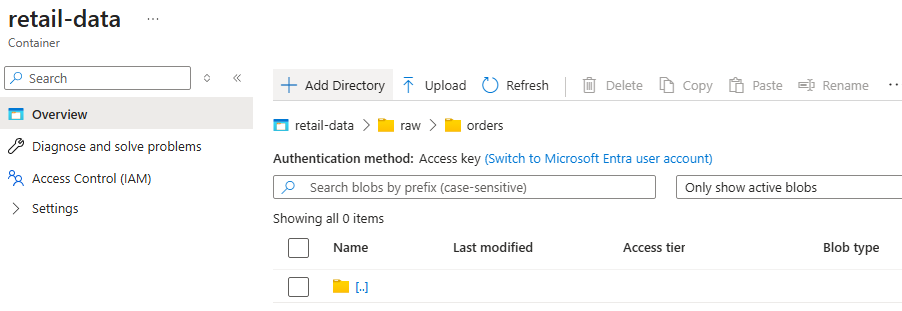 retail-data ...
Container
Search
Overview
Diagnose and solve problems
Access Control (IAM)
Settings
Add Directory Upload Refresh Delete Copy Paste Rename ..
retail-data > raw > orders
Authentication method: Access key (Switch to Microsoft Entra user account)
Search blobs by prefix (case-sensitive) Only show active blobs
Showing all 0 items
Name Last modified Access tier Blob type
[..]